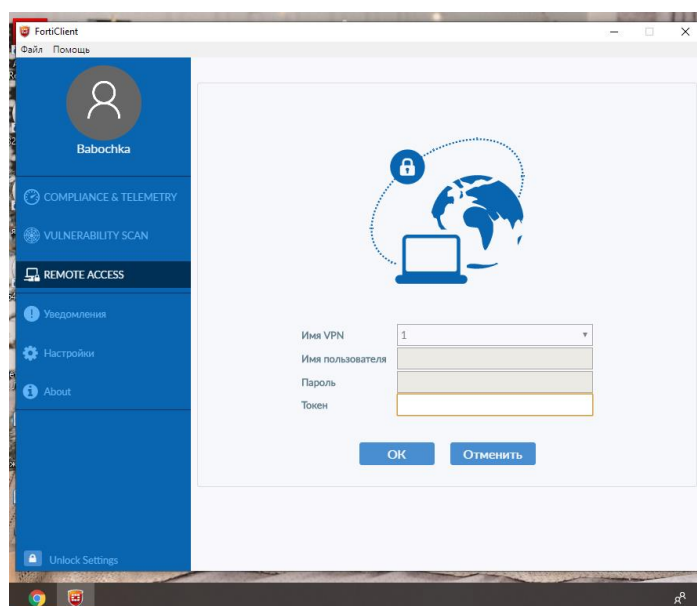 FortiClient
Файл Помощь
Babochka
COMPLIANCE & TELEMETRY
VULNERABILITY SCAN
REMOTE ACCESS
Уведомления
Настройки
About
Unlock Settings
Имя VPN 1
Имя пользователя
Пароль
Токен
ОК Отменить